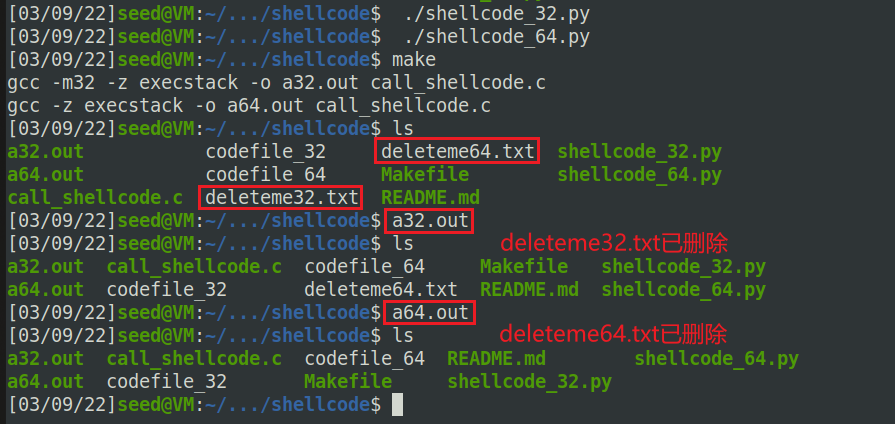 [03/09/22]seed@VM:~/.../shellcode$  ./shellcode_32.py
[03/09/22]seed@VM:~/.../shellcode$  ./shellcode_64.py
[03/09/22]seed@VM:~/.../shellcode$ make
gcc -m32 -z execstack -o a32.out call_shellcode.c
gcc -z execstack -o a64.out call_shellcode.c
[03/09/22]seed@VM:~/.../shellcode$ ls
a32.out           codefile_32     deleteme64.txt  shellcode_32.py
a64.out           codefile_64     Makefile        shellcode_64.py
call_shellcode.c  deleteme32.txt  README.md
[03/09/22]seed@VM:~/.../shellcode$ a32.out
[03/09/22]seed@VM:~/.../shellcode$ ls deleteme32.txt已删除
a32.out  call_shellcode.c  codefile_64     Makefile   shellcode_32.py
a64.out  codefile_32       deleteme64.txt  README.md  shellcode_64.py
[03/09/22]seed@VM:~/.../shellcode$ a64.out
[03/09/22]seed@VM:~/.../shellcode$ ls deleteme64.txt已删除
a32.out  call_shellcode.c  codefile_64  README.md        shellcode_64.py
a64.out  codefile_32       Makefile     shellcode_32.py
[03/09/22]seed@VM:~/.../shellcode$